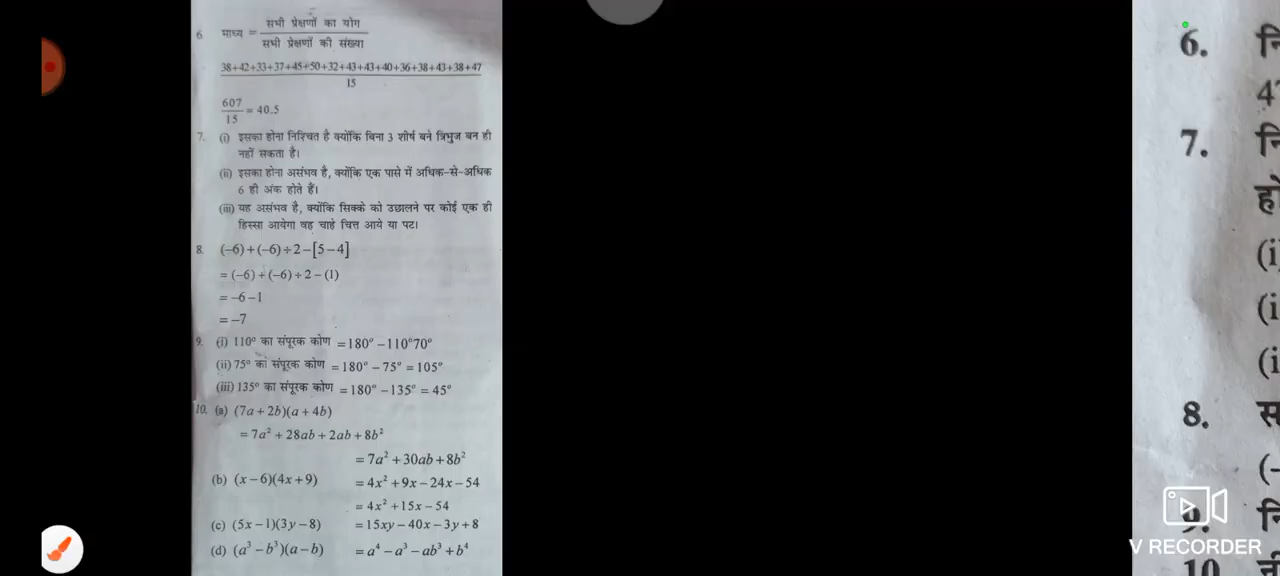 6. माध्य = सभी प्रेक्षणों का योग / सभी प्रेक्षणों की संख्या
38+42+33+37+45+50+32+43+43+40+36+38+43+38+47 / 15
607/15 = 40.5
7. (i) इसका होना निश्चित है क्योंकि बिना 3 शीर्ष बने त्रिभुज बन ही
नहीं सकता है।
(ii) इसका होना असंभव है, क्योंकि एक पासे में अधिक-से-अधिक
6 ही अंक होते हैं।
(iii) यह असंभव है, क्योंकि सिक्के को उछालने पर कोई एक ही
हिस्सा आयेगा वह चाहे चित्त आये या पट।
8. (–6)+(–6)÷2–[5–4]
= (–6)+(–6)÷2–(1)
= –6–1
= –7
9. (i) 110° का संपूरक कोण = 180° –110°70°
(ii) 75° का संपूरक कोण = 180° – 75° = 105°
(iii) 135° का संपूरक कोण = 180° –135° = 45°
10. (a) (7a+2b)(a+4b)
= 7a² +28ab+2ab+8b²
= 7a² +30ab+8b²
(b) (x–6)(4x+9) = 4x² +9x–24x–54
= 4x² +15x–54
(c) (5x–1)(3y–8) = 15xy–40x–3y+8
(d) (a³ –b³)(a–b) = a⁴ –a³ –ab³ +b⁴
6.
7.
(i
8.
(-
9.
10
V RECORDER